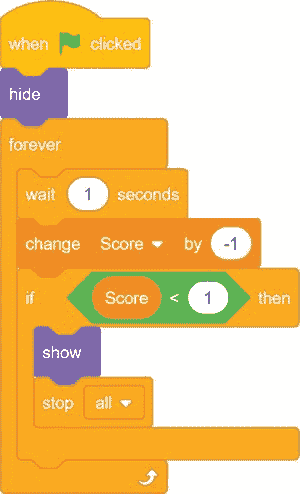 when clicked
hide
forever
wait 1 seconds
change Score by -1
if Score < 1 then
show
stop all